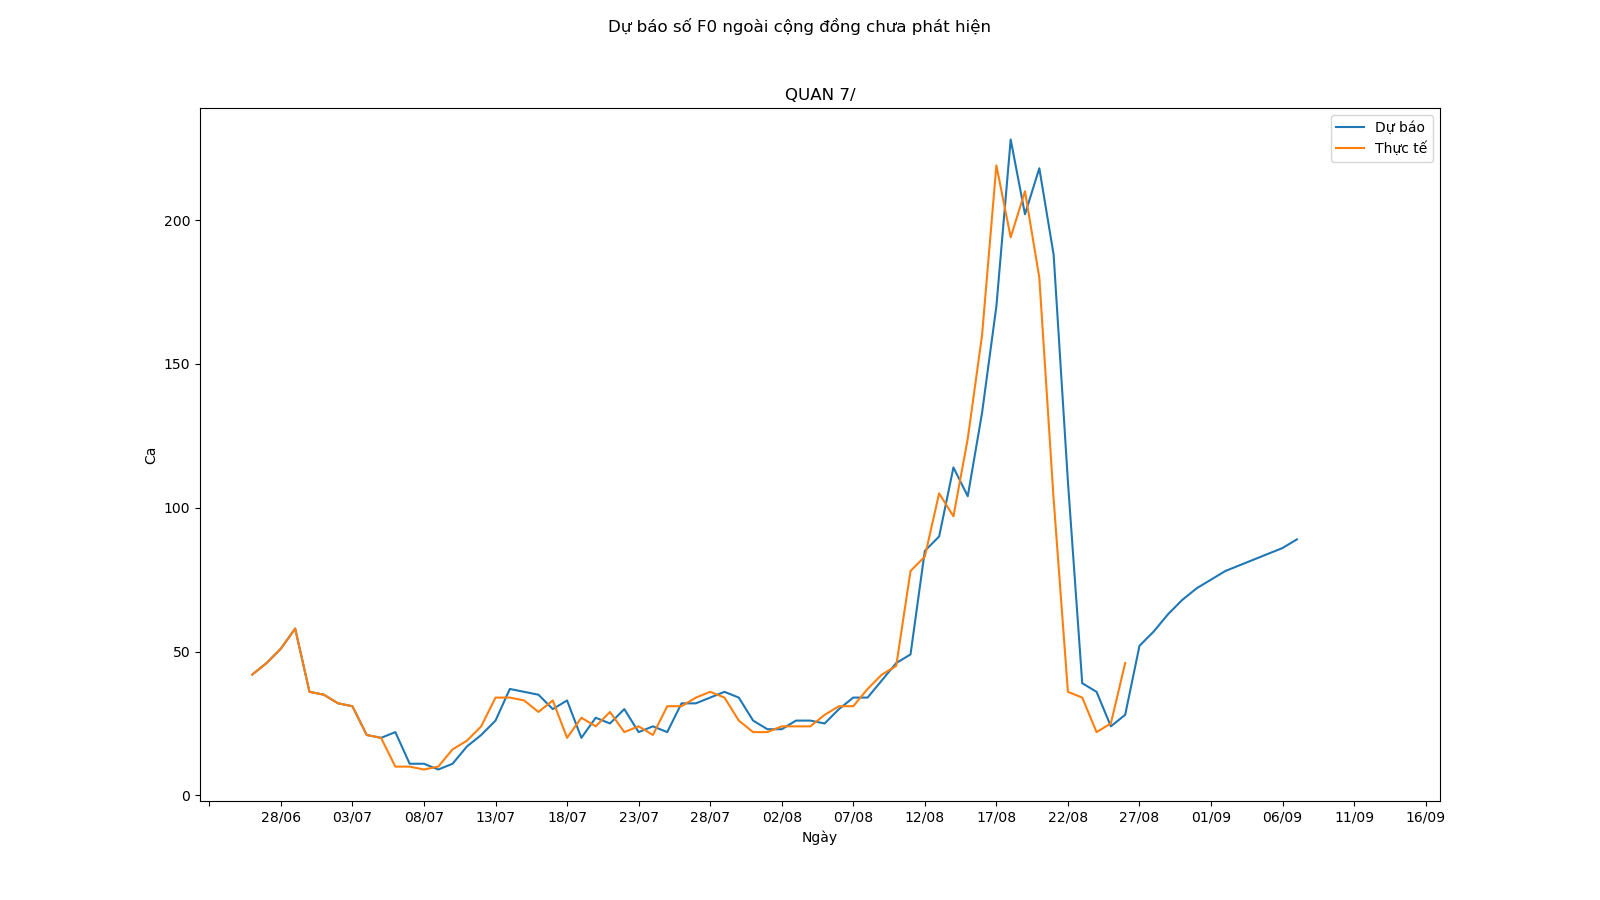 Dự báo số F0 ngoài cộng đồng chưa phát hiện
QUAN 7/
Dự báo
Thực tế
200
150
100
50
0
Ca
28/06 03/07 08/07 13/07 18/07 23/07 28/07 02/08 07/08 12/08 17/08 22/08 27/08 01/09 06/09 11/09 16/09
Ngày